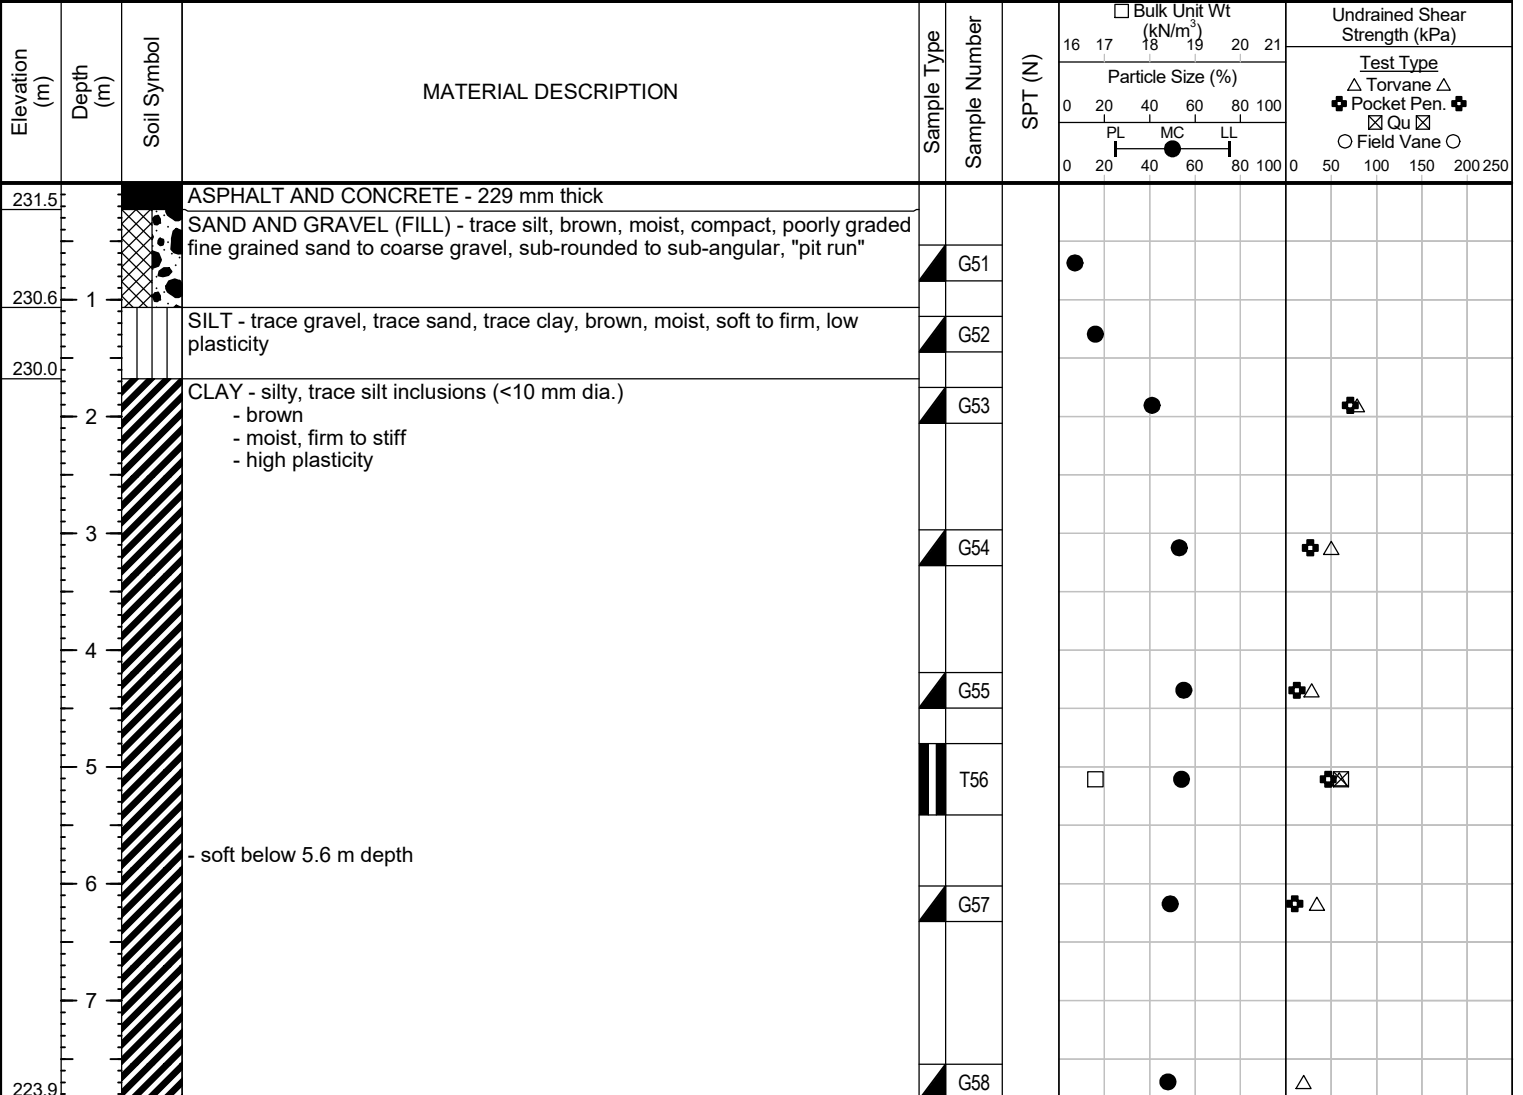 Elevation
(m)
Depth
(m)
Soil Symbol
MATERIAL DESCRIPTION
Sample Type
Sample Number
SPT (N)
Bulk Unit Wt
(kN/m³)
16 17 18 19 20 21
Particle Size (%)
0 20 40 60 80 100
PL MC LL
0 20 40 60 80 100
Undrained Shear
Strength (kPa)
Test Type
Torvane
Pocket Pen.
Qu
Field Vane
0 50 100 150 200 250
231.5
ASPHALT AND CONCRETE - 229 mm thick
SAND AND GRAVEL (FILL) - trace silt, brown, moist, compact, poorly graded
fine grained sand to coarse gravel, sub-rounded to sub-angular, "pit run"
G51
230.6
1
SILT - trace gravel, trace sand, trace clay, brown, moist, soft to firm, low
plasticity
G52
230.0
CLAY - silty, trace silt inclusions (<10 mm dia.)
- brown
- moist, firm to stiff
- high plasticity
G53
2
3
G54
4
G55
5
T56
- soft below 5.6 m depth
6
G57
7
G58
223.9